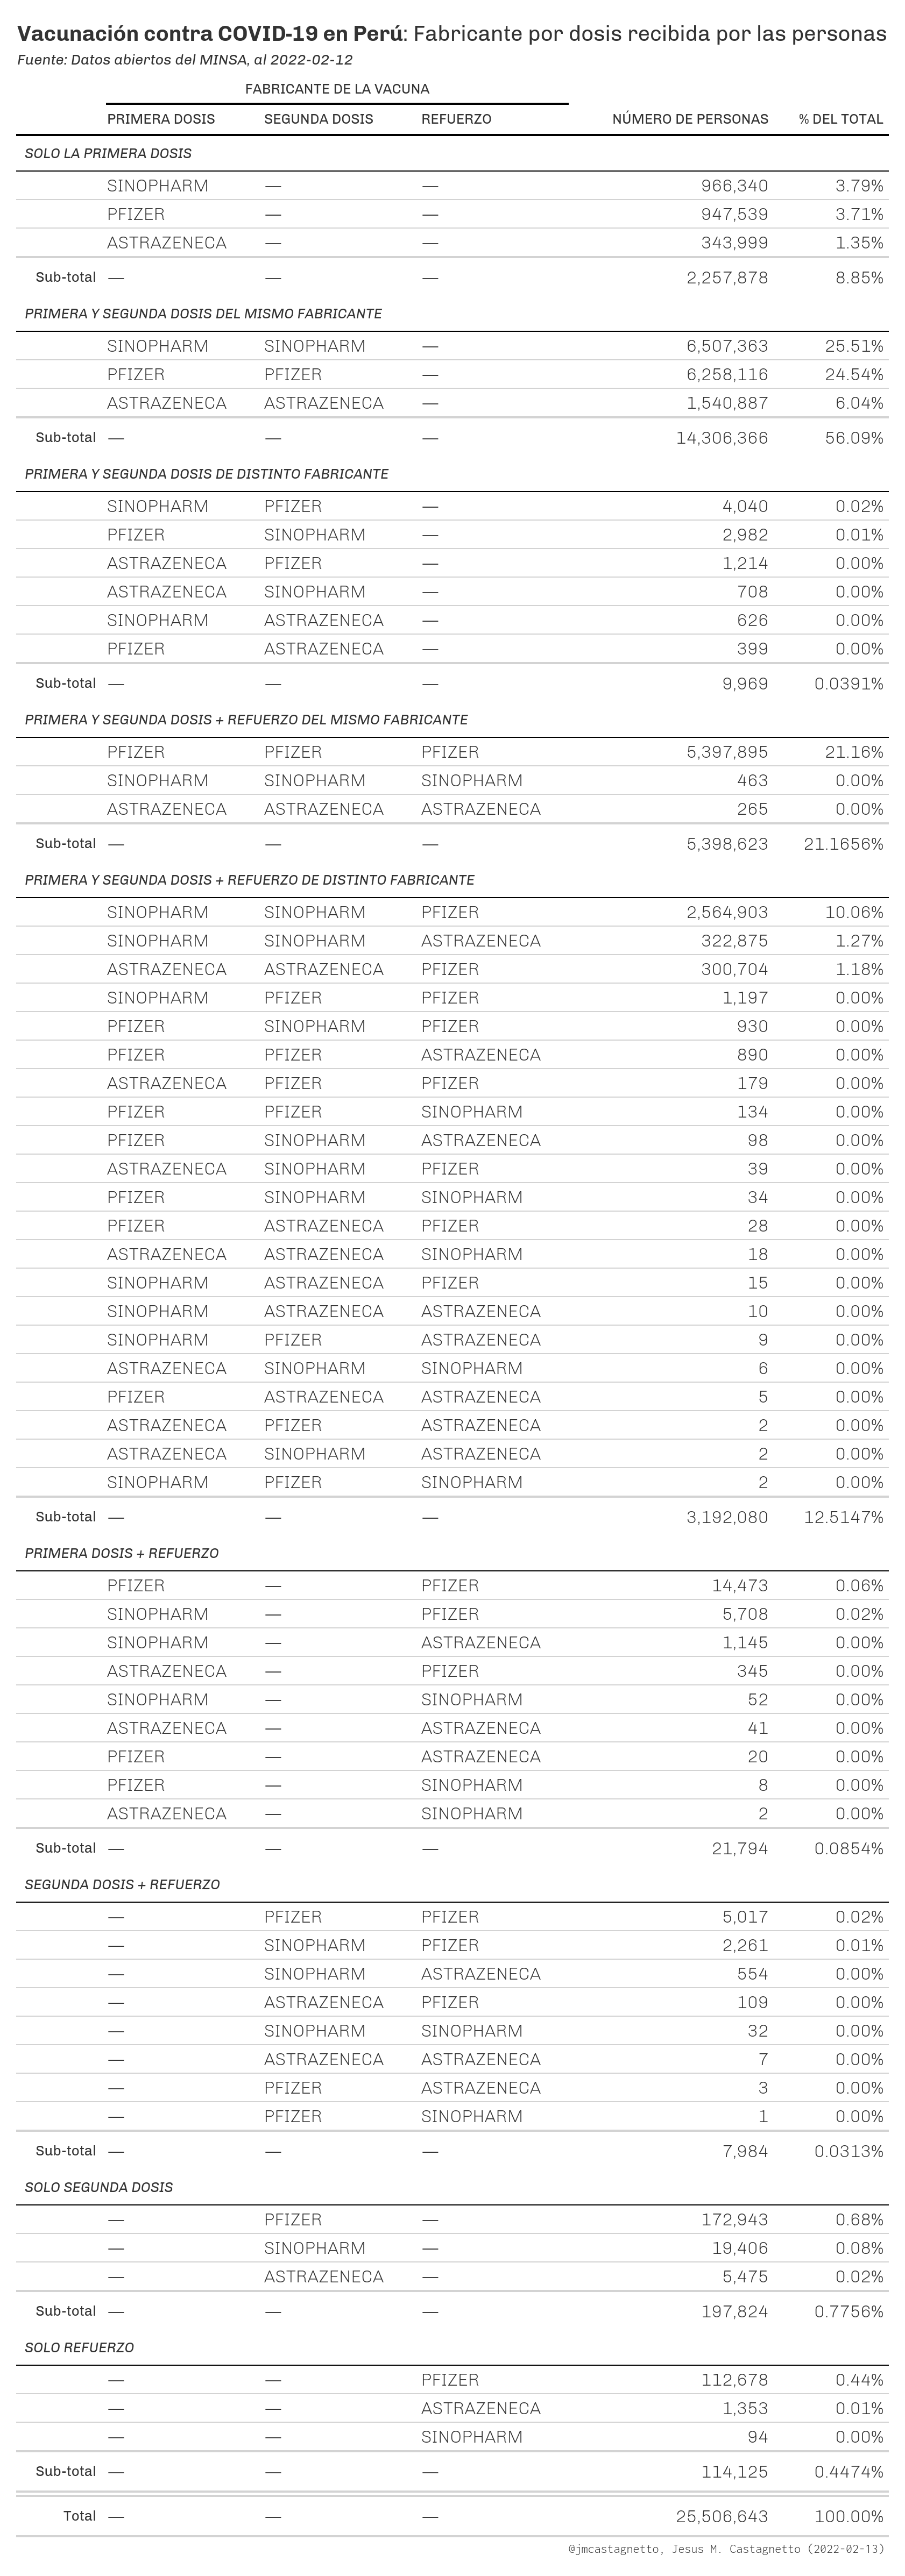 Vacunación contra COVID-19 en Perú: Fabricante por dosis recibida por las personas
Fuente: Datos abiertos del MINSA, al 2022-02-12
FABRICANTE DE LA VACUNA
PRIMERA DOSIS SEGUNDA DOSIS REFUERZO NÚMERO DE PERSONAS % DEL TOTAL
SOLO LA PRIMERA DOSIS
SINOPHARM — — 966,340 3.79%
PFIZER — — 947,539 3.71%
ASTRAZENECA — — 343,999 1.35%
Sub-total — — — 2,257,878 8.85%
PRIMERA Y SEGUNDA DOSIS DEL MISMO FABRICANTE
SINOPHARM SINOPHARM — 6,507,363 25.51%
PFIZER PFIZER — 6,258,116 24.54%
ASTRAZENECA ASTRAZENECA — 1,540,887 6.04%
Sub-total — — — 14,306,366 56.09%
PRIMERA Y SEGUNDA DOSIS DE DISTINTO FABRICANTE
SINOPHARM PFIZER — 4,040 0.02%
PFIZER SINOPHARM — 2,982 0.01%
ASTRAZENECA PFIZER — 1,214 0.00%
ASTRAZENECA SINOPHARM — 708 0.00%
SINOPHARM ASTRAZENECA — 626 0.00%
PFIZER ASTRAZENECA — 399 0.00%
Sub-total — — — 9,969 0.0391%
PRIMERA Y SEGUNDA DOSIS + REFUERZO DEL MISMO FABRICANTE
PFIZER PFIZER PFIZER 5,397,895 21.16%
SINOPHARM SINOPHARM SINOPHARM 463 0.00%
ASTRAZENECA ASTRAZENECA ASTRAZENECA 265 0.00%
Sub-total — — — 5,398,623 21.1656%
PRIMERA Y SEGUNDA DOSIS + REFUERZO DE DISTINTO FABRICANTE
SINOPHARM SINOPHARM PFIZER 2,564,903 10.06%
SINOPHARM SINOPHARM ASTRAZENECA 322,875 1.27%
ASTRAZENECA ASTRAZENECA PFIZER 300,704 1.18%
SINOPHARM PFIZER PFIZER 1,197 0.00%
PFIZER SINOPHARM PFIZER 930 0.00%
PFIZER PFIZER ASTRAZENECA 890 0.00%
ASTRAZENECA PFIZER PFIZER 179 0.00%
PFIZER PFIZER SINOPHARM 134 0.00%
PFIZER SINOPHARM ASTRAZENECA 98 0.00%
ASTRAZENECA SINOPHARM PFIZER 39 0.00%
PFIZER SINOPHARM SINOPHARM 34 0.00%
PFIZER ASTRAZENECA PFIZER 28 0.00%
ASTRAZENECA ASTRAZENECA SINOPHARM 18 0.00%
SINOPHARM ASTRAZENECA PFIZER 15 0.00%
SINOPHARM ASTRAZENECA ASTRAZENECA 10 0.00%
SINOPHARM PFIZER ASTRAZENECA 9 0.00%
ASTRAZENECA SINOPHARM SINOPHARM 6 0.00%
PFIZER ASTRAZENECA ASTRAZENECA 5 0.00%
ASTRAZENECA PFIZER ASTRAZENECA 2 0.00%
ASTRAZENECA SINOPHARM ASTRAZENECA 2 0.00%
SINOPHARM PFIZER SINOPHARM 2 0.00%
Sub-total — — — 3,192,080 12.5147%
PRIMERA DOSIS + REFUERZO
PFIZER — PFIZER 14,473 0.06%
SINOPHARM — PFIZER 5,708 0.02%
SINOPHARM — ASTRAZENECA 1,145 0.00%
ASTRAZENECA — PFIZER 345 0.00%
SINOPHARM — SINOPHARM 52 0.00%
ASTRAZENECA — ASTRAZENECA 41 0.00%
PFIZER — ASTRAZENECA 20 0.00%
PFIZER — SINOPHARM 8 0.00%
ASTRAZENECA — SINOPHARM 2 0.00%
Sub-total — — — 21,794 0.0854%
SEGUNDA DOSIS + REFUERZO
— PFIZER PFIZER 5,017 0.02%
— SINOPHARM PFIZER 2,261 0.01%
— SINOPHARM ASTRAZENECA 554 0.00%
— ASTRAZENECA PFIZER 109 0.00%
— SINOPHARM SINOPHARM 32 0.00%
— ASTRAZENECA ASTRAZENECA 7 0.00%
— PFIZER ASTRAZENECA 3 0.00%
— PFIZER SINOPHARM 1 0.00%
Sub-total — — — 7,984 0.0313%
SOLO SEGUNDA DOSIS
— PFIZER — 172,943 0.68%
— SINOPHARM — 19,406 0.08%
— ASTRAZENECA — 5,475 0.02%
Sub-total — — — 197,824 0.7756%
SOLO REFUERZO
— — PFIZER 112,678 0.44%
— — ASTRAZENECA 1,353 0.01%
— — SINOPHARM 94 0.00%
Sub-total — — — 114,125 0.4474%
Total — — — 25,506,643 100.00%
@jmcastagnetto, Jesus M. Castagnetto (2022-02-13)